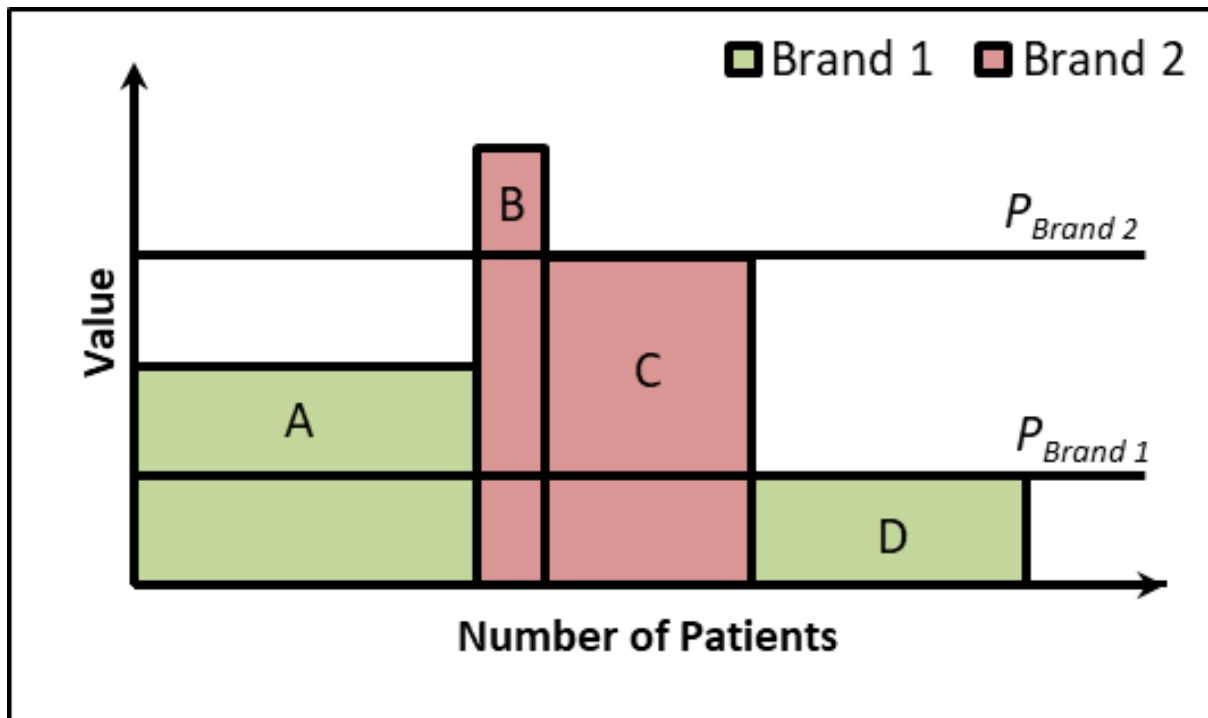 Brand 1 Brand 2
B
P Brand 2
Value
C
A
P Brand 1
D
Number of Patients